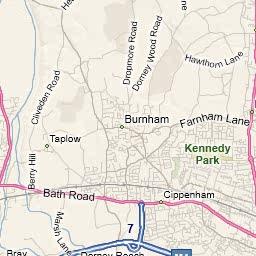 Dropmore Road
Dorney Wood Road
Hawthorn Lane
Cliveden Road
Burnham
Farnham Lane
Taplow
Kennedy
Park
Berry Hill
Bath Road
Cippenham
Marsh Lane
7
Bray
Dorney Reach